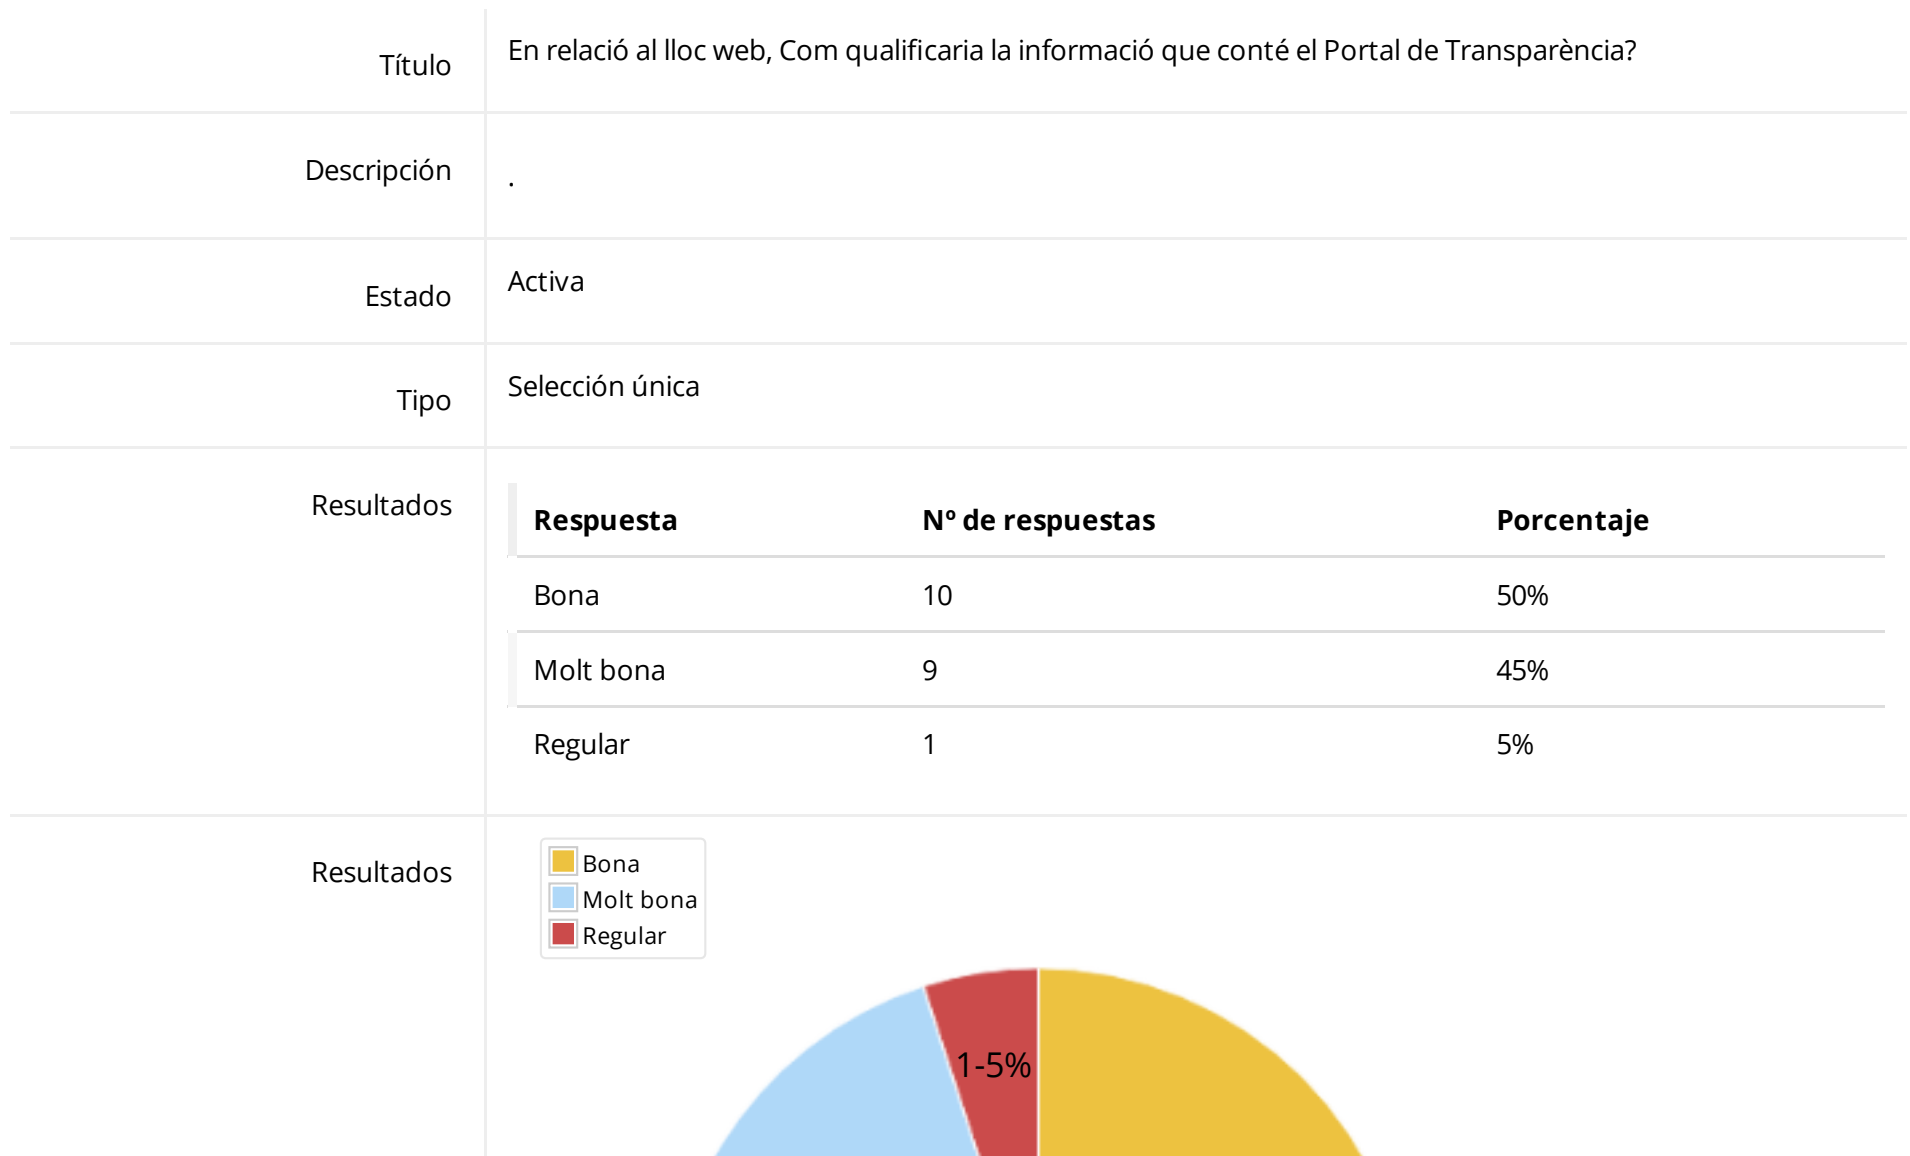 Título
En relació al lloc web, Com qualificaria la informació que conté el Portal de Transparència?
Descripción
.
Estado
Activa
Tipo
Selección única
Resultados
Respuesta Nº de respuestas Porcentaje
Bona 10 50%
Molt bona 9 45%
Regular 1 5%
Resultados
Bona
Molt bona
Regular
1-5%